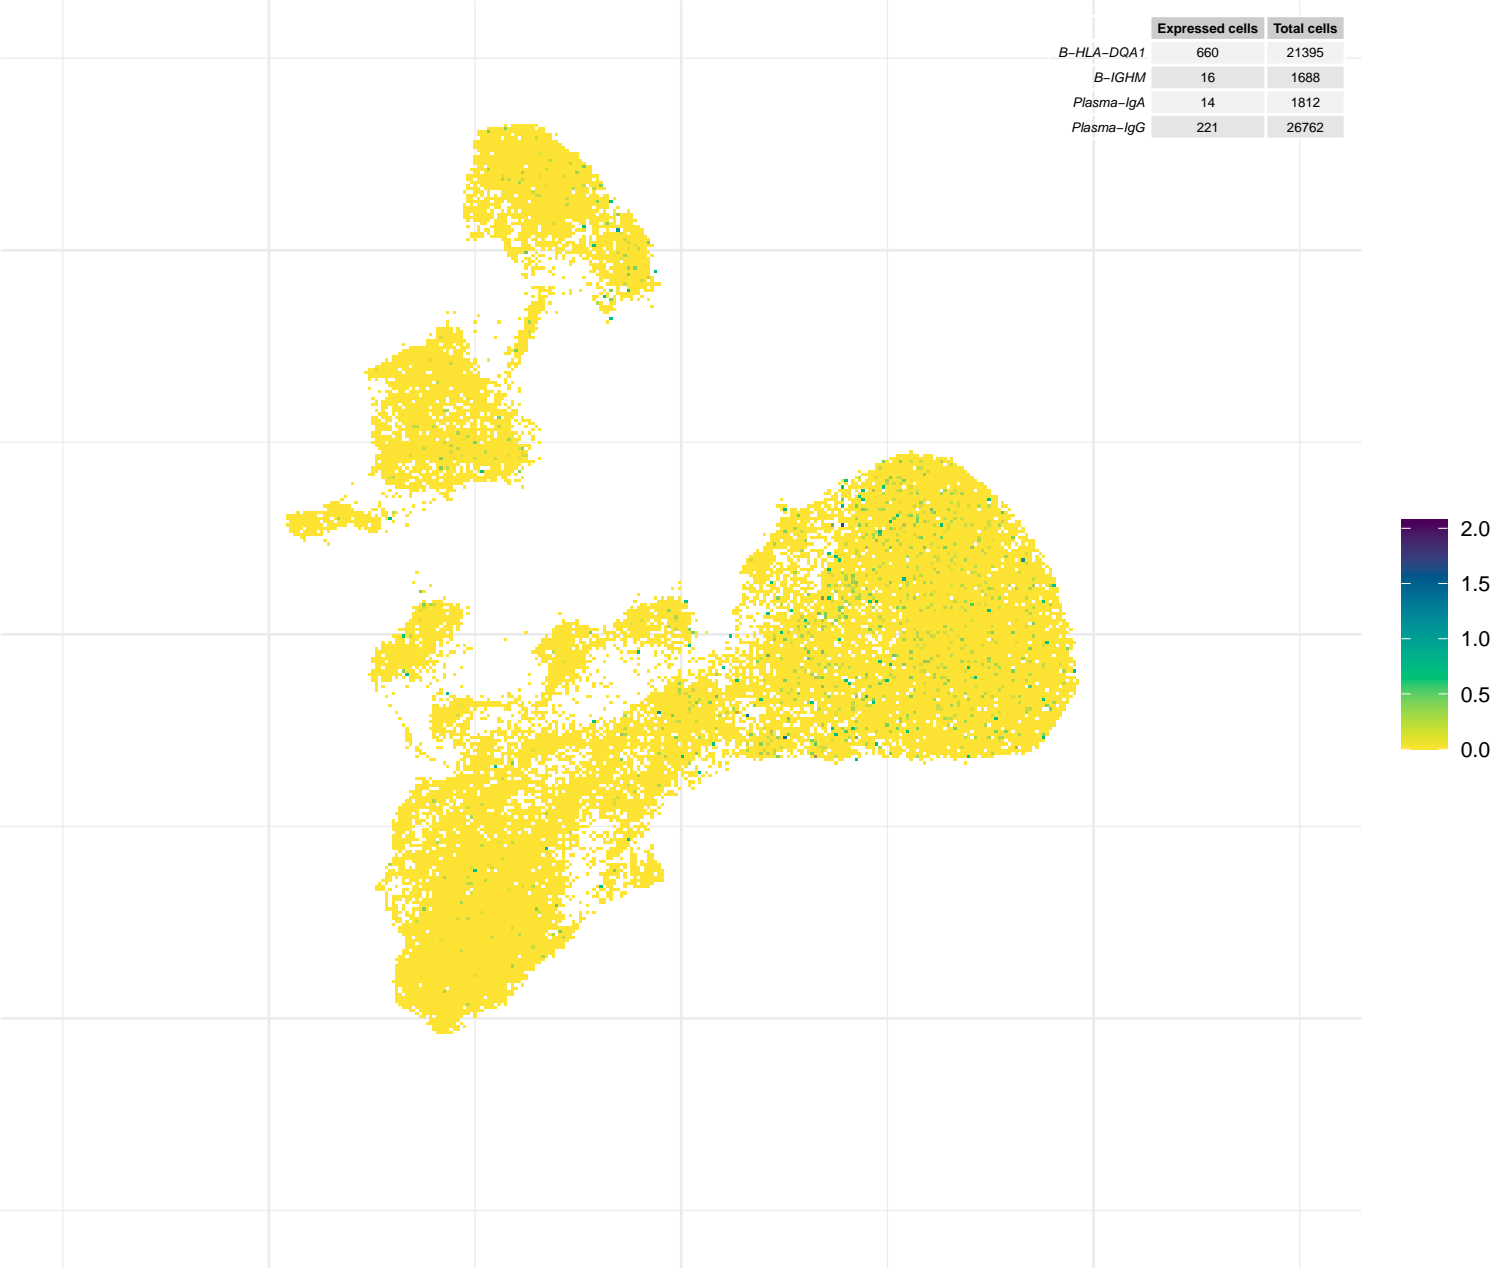 Expressed cells Total cells
B−HLA−DQA1 660 21395
B−IGHM 16 1688
Plasma−IgA 14 1812
Plasma−IgG 221 26762
2.0
1.5
1.0
0.5
0.0